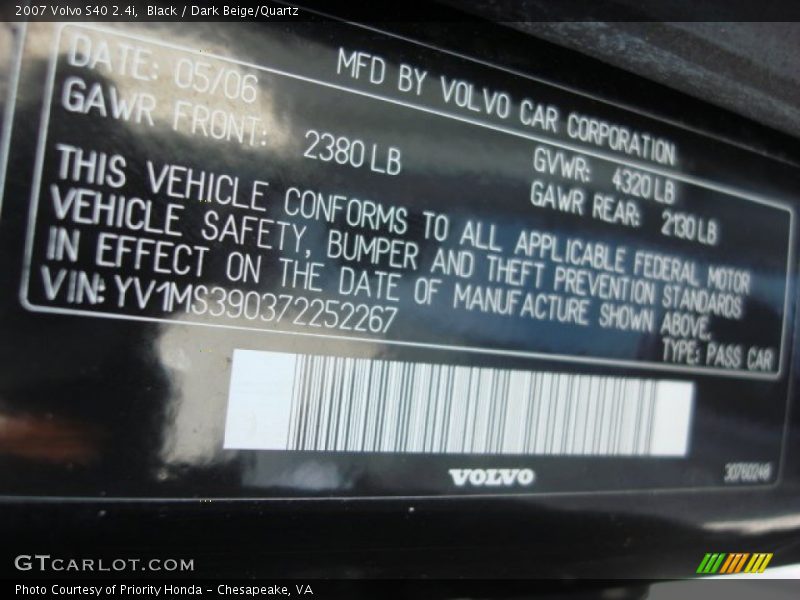 2007 Volvo S40 2.4i, Black / Dark Beige/Quartz
DATE: 05/06 MFD BY VOLVO CAR CORPORATION
GAWR FRONT: 2380 LB GVWR: 4320 LB
GAWR REAR: 2130 LB
THIS VEHICLE CONFORMS TO ALL APPLICABLE FEDERAL MOTOR
VEHICLE SAFETY, BUMPER AND THEFT PREVENTION STANDARDS
IN EFFECT ON THE DATE OF MANUFACTURE SHOWN ABOVE.
VIN: YV1MS390372252267 TYPE: PASS CAR
VOLVO
30760248
GTCARLOT.COM
Photo Courtesy of Priority Honda - Chesapeake, VA